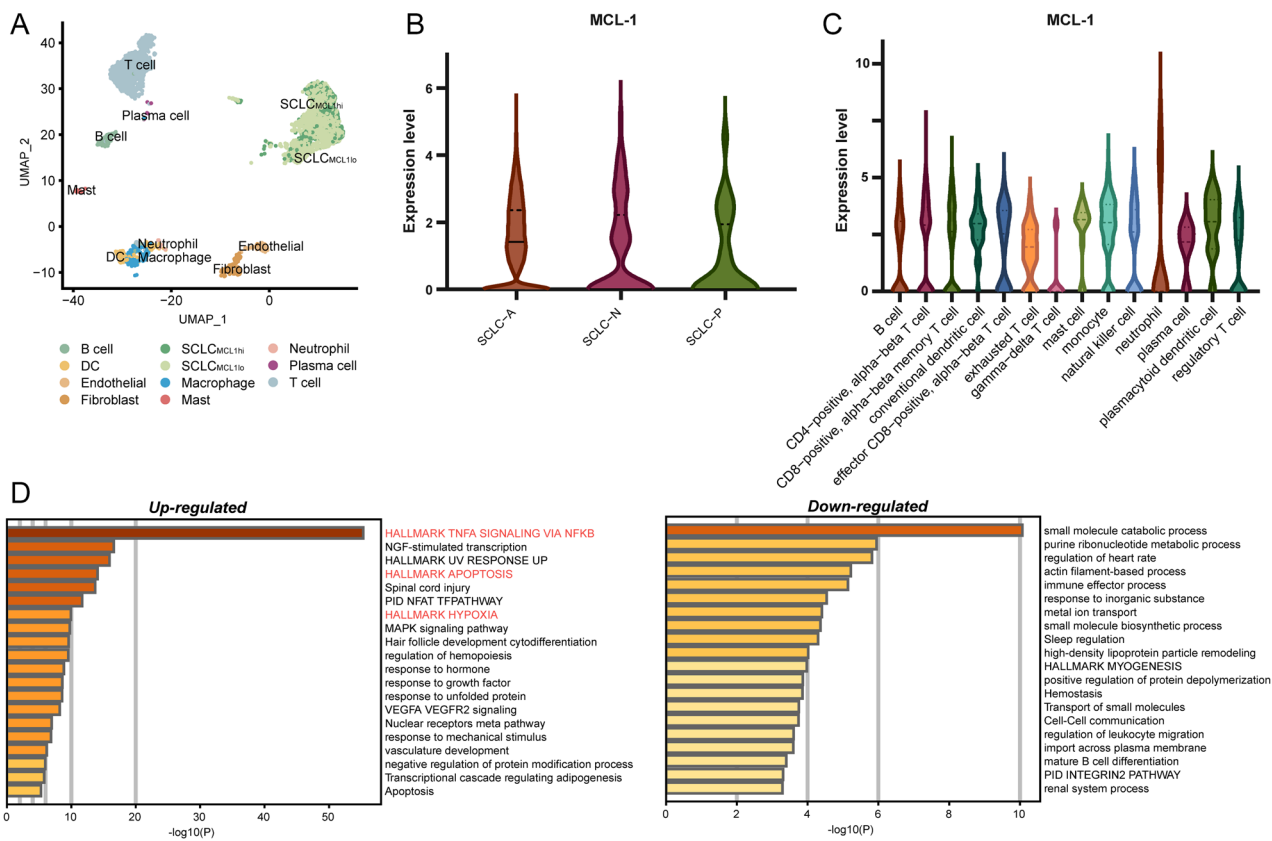 A
B
MCL-1
C
MCL-1
UMAP_2
40
30
20
10
0
−10
−40
−20
0
UMAP_1
T cell
Plasma cell
B cell
Mast
Neutrophil
DC
Macrophage
Endothelial
Fibroblast
SCLCMCL1hi
SCLCMCL1lo
B cell
DC
Endothelial
Fibroblast
SCLCMCL1hi
SCLCMCL1lo
Macrophage
Mast
Neutrophil
Plasma cell
T cell
Expression level
6
4
2
0
SCLC−A
SCLC−N
SCLC−P
Expression level
10
5
0
B cell
CD4−positive, alpha−beta T cell
CD8−positive, alpha−beta memory T cell
conventional dendritic cell
effector CD8−positive, alpha−beta T cell
exhausted T cell
gamma−delta T cell
mast cell
monocyte
natural killer cell
neutrophil
plasma cell
plasmacytoid dendritic cell
regulatory T cell
D
Up-regulated
HALLMARK TNFA SIGNALING VIA NFKB
NGF-stimulated transcription
HALLMARK UV RESPONSE UP
HALLMARK APOPTOSIS
Spinal cord injury
PID NFAT TFPATHWAY
HALLMARK HYPOXIA
MAPK signaling pathway
Hair follicle development cytodifferentiation
regulation of hemopoiesis
response to hormone
response to growth factor
response to unfolded protein
VEGFA VEGFR2 signaling
Nuclear receptors meta pathway
response to mechanical stimulus
vasculature development
negative regulation of protein modification process
Transcriptional cascade regulating adipogenesis
Apoptosis
0
10
20
30
40
50
-log10(P)
Down-regulated
small molecule catabolic process
purine ribonucleotide metabolic process
regulation of heart rate
actin filament-based process
immune effector process
response to inorganic substance
metal ion transport
small molecule biosynthetic process
Sleep regulation
high-density lipoprotein particle remodeling
HALLMARK MYOGENESIS
positive regulation of protein depolymerization
Hemostasis
Transport of small molecules
Cell-Cell communication
regulation of leukocyte migration
import across plasma membrane
mature B cell differentiation
PID INTEGRIN2 PATHWAY
renal system process
0
2
4
6
8
10
-log10(P)